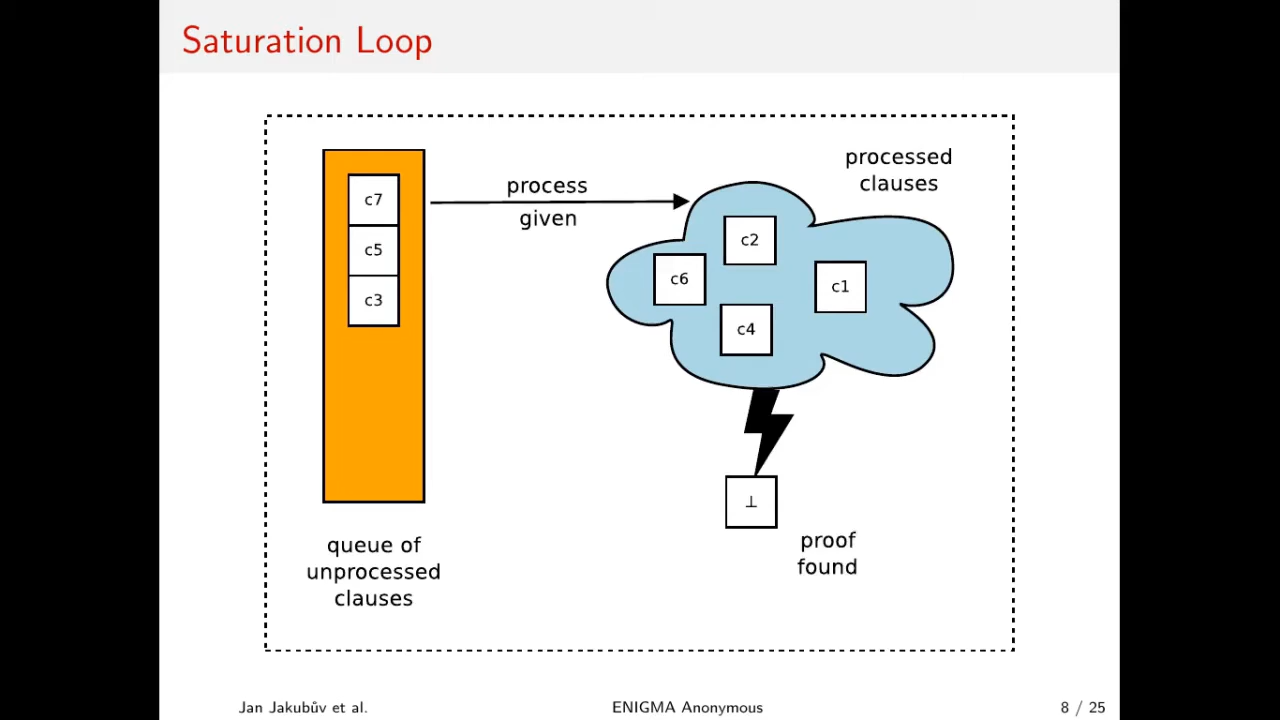 Saturation Loop
c7
c5
c3
process
given
processed
clauses
c2
c6
c1
c4
⊥
proof
found
queue of
unprocessed
clauses
Jan Jakubův et al.
ENIGMA Anonymous
8 / 25